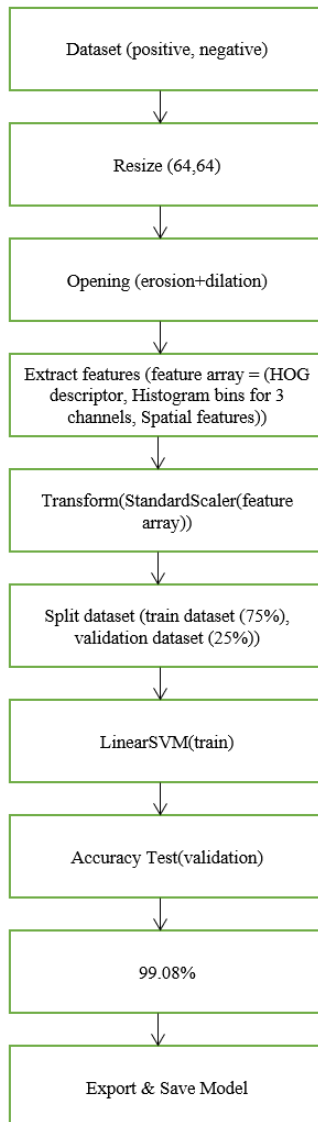 Dataset (positive, negative)
Resize (64,64)
Opening (erosion+dilation)
Extract features (feature array = (HOG
descriptor, Histogram bins for 3
channels, Spatial features))
Transform(StandardScaler(feature
array))
Split dataset (train dataset (75%),
validation dataset (25%))
LinearSVM(train)
Accuracy Test(validation)
99.08%
Export & Save Model